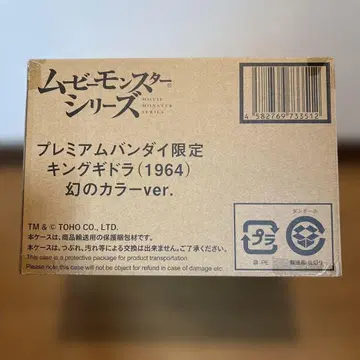 ムービーモンスター
シリーズ
MOVIE
MONSTER
SERIES
4 582769 733512
プレミアムバンダイ限定
キングギドラ(1964)
幻のカラーver.
TM & © TOHO CO., LTD.
本ケースは、商品輸送用の保護梱包材です。
本ケースは、つぶれ、汚れ等による交換は出来ません。ご了承ください。
This case is a protective package for product transportation.
Please note this case will not be object for refund in case of damage etc.
プラ
ダンボール